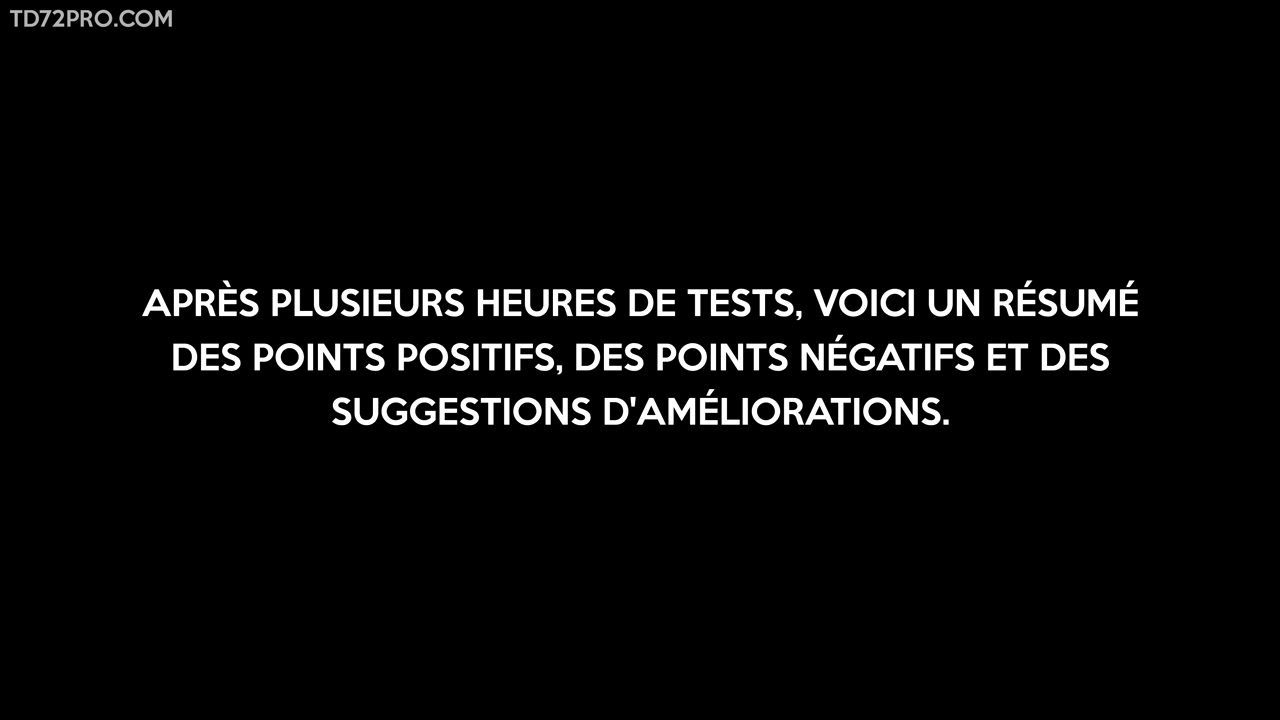 TD72PRO.COM
APRÈS PLUSIEURS HEURES DE TESTS, VOICI UN RÉSUMÉ
DES POINTS POSITIFS, DES POINTS NÉGATIFS ET DES
SUGGESTIONS D'AMÉLIORATIONS.